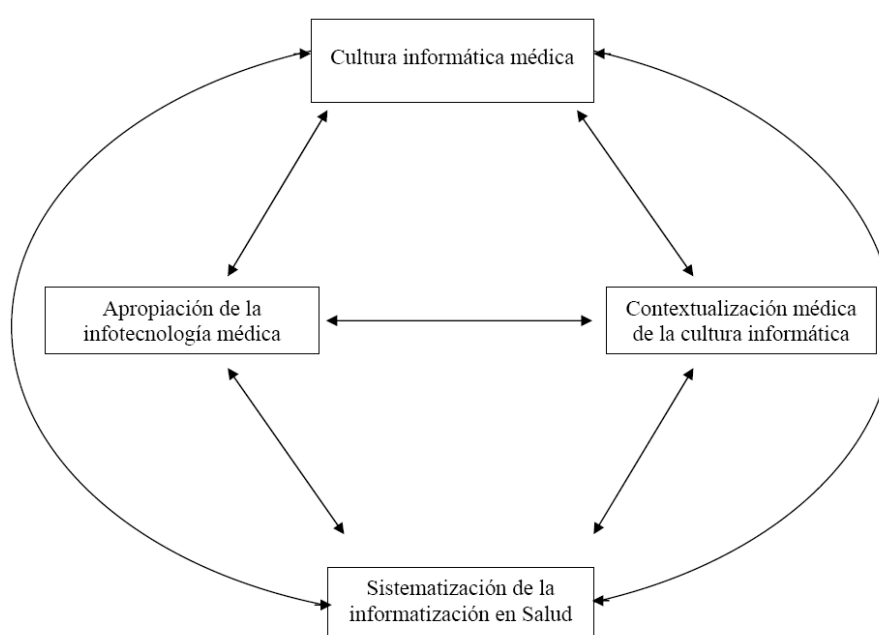 Cultura informática médica
Apropiación de la
infotecnología médica
Contextualización médica
de la cultura informática
Sistematización de la
informatización en Salud